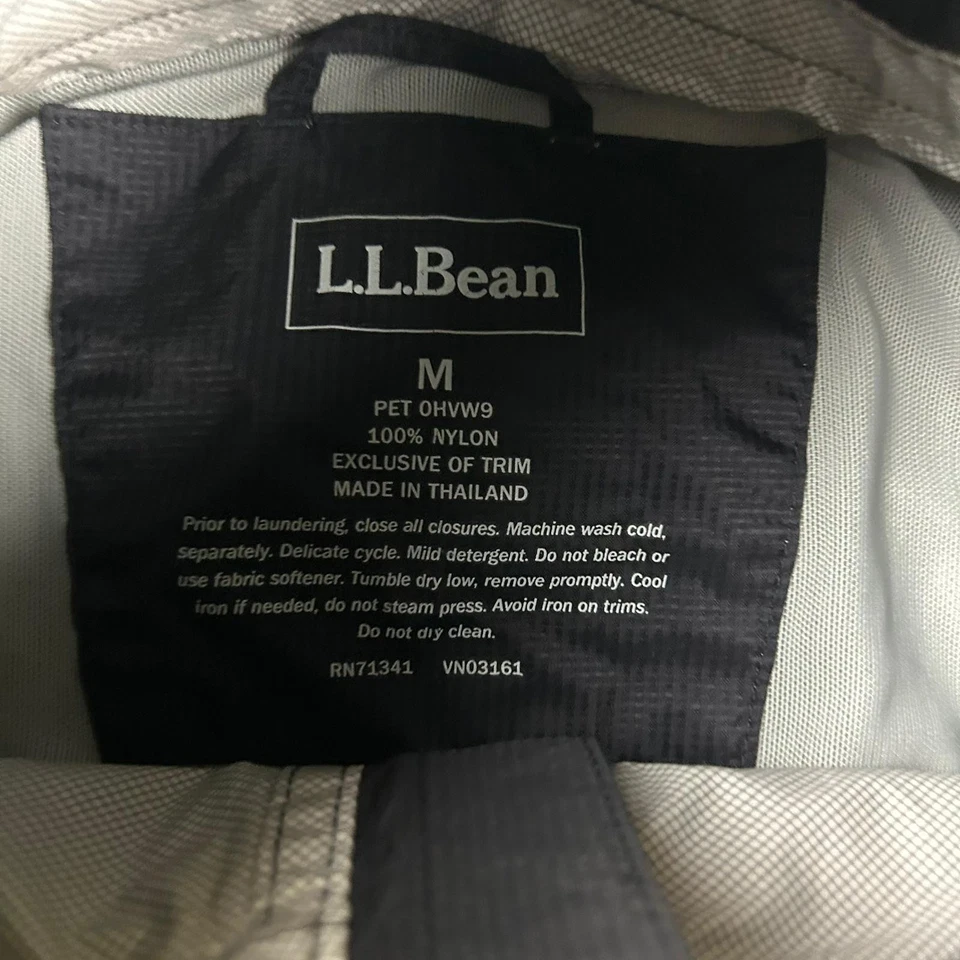 L.L.Bean
M
PET 0HVW9
100% NYLON
EXCLUSIVE OF TRIM
MADE IN THAILAND
Prior to laundering, close all closures. Machine wash cold,
separately. Delicate cycle. Mild detergent. Do not bleach or
use fabric softener. Tumble dry low, remove promptly. Cool
iron if needed, do not steam press. Avoid iron on trims.
Do not dry clean.
RN71341 VN03161